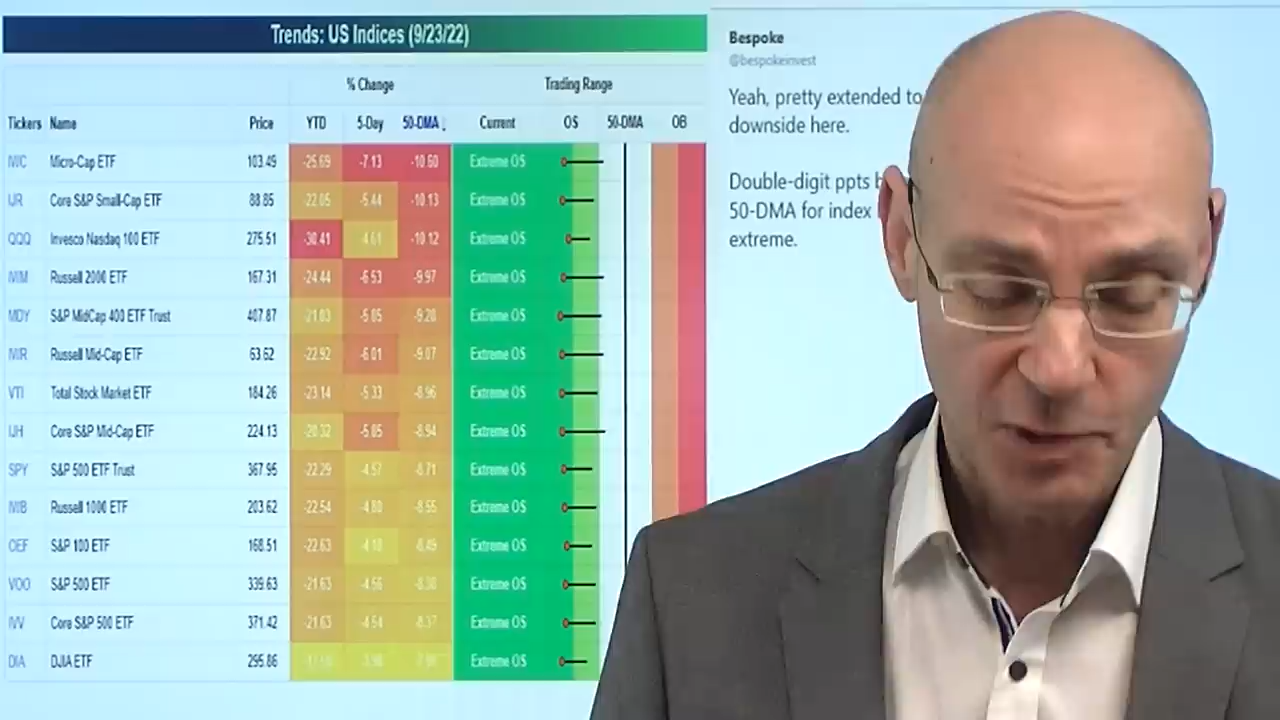 Trends: US Indices (9/23/22)
% Change Trading Range
Tickers Name Price YTD 5-Day 50-DMA↓ Current OS 50-DMA OB
IWC Micro-Cap ETF 103.49 -25.69 -7.13 -10.60 Extreme OS
IJR Core S&P Small-Cap ETF 88.85 -22.05 -5.44 -10.13 Extreme OS
QQQ Invesco Nasdaq 100 ETF 275.51 -30.41 -4.61 -10.12 Extreme OS
IWM Russell 2000 ETF 167.31 -24.44 -6.53 -9.97 Extreme OS
MDY S&P MidCap 400 ETF Trust 407.87 -21.03 -5.85 -9.20 Extreme OS
IWR Russell Mid-Cap ETF 63.62 -22.92 -6.01 -9.07 Extreme OS
VTI Total Stock Market ETF 184.26 -23.14 -5.33 -8.96 Extreme OS
IJH Core S&P Mid-Cap ETF 224.13 -20.32 -5.85 -8.94 Extreme OS
SPY S&P 500 ETF Trust 367.95 -22.29 -4.57 -8.71 Extreme OS
IWB Russell 1000 ETF 203.62 -22.54 -4.80 -8.55 Extreme OS
OEF S&P 100 ETF 168.51 -22.63 -4.18 -8.49 Extreme OS
VOO S&P 500 ETF 339.63 -21.63 -4.56 -8.38 Extreme OS
IVV Core S&P 500 ETF 371.42 -21.63 -4.54 -8.37 Extreme OS
DIA DJIA ETF 295.86 Extreme OS
Bespoke
@bespokeinvest
Yeah, pretty extended to
downside here.
Double-digit ppts
50-DMA for index
extreme.